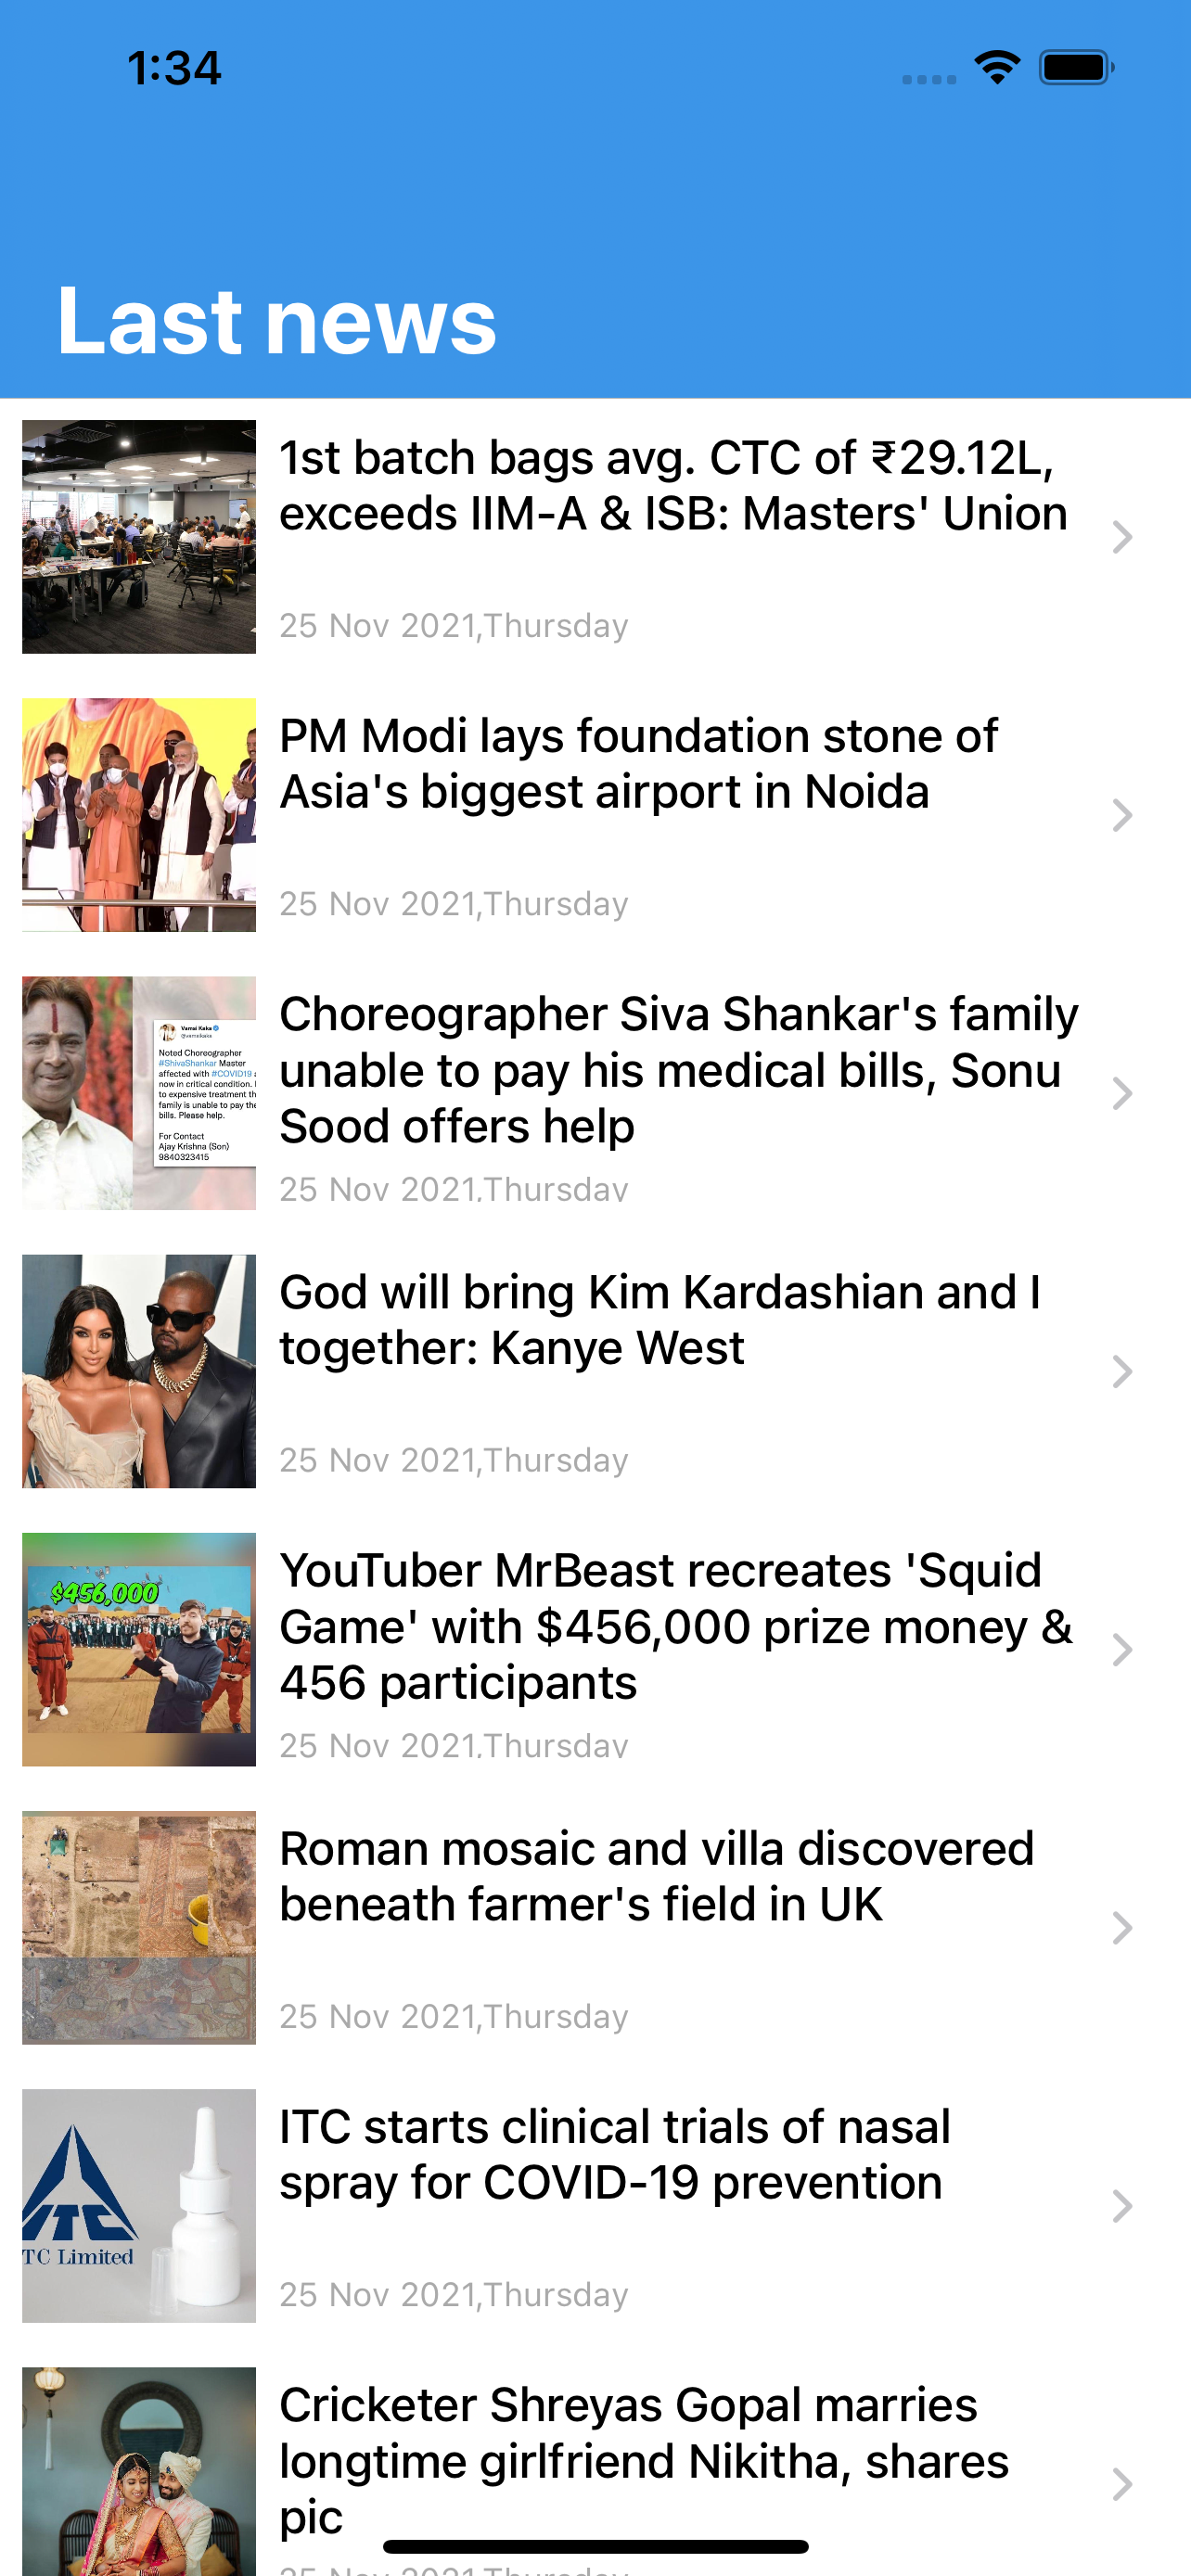 1:34
Last news
1st batch bags avg. CTC of ₹29.12L,
exceeds IIM-A & ISB: Masters' Union
25 Nov 2021,Thursday
PM Modi lays foundation stone of
Asia's biggest airport in Noida
25 Nov 2021,Thursday
Vamsi Kaka
@vamsikaka
Noted Choreographer
#ShivaShankar Master
affected with #COVID19
now in critical condition.
to expensive treatment
family is unable to pay
bills. Please help.
For Contact
Ajay Krishna (Son)
9840323415
Choreographer Siva Shankar's family
unable to pay his medical bills, Sonu
Sood offers help
25 Nov 2021,Thursday
God will bring Kim Kardashian and I
together: Kanye West
25 Nov 2021,Thursday
$456,000
YouTuber MrBeast recreates 'Squid
Game' with $456,000 prize money &
456 participants
25 Nov 2021,Thursday
Roman mosaic and villa discovered
beneath farmer's field in UK
25 Nov 2021,Thursday
ITC
TC Limited
ITC starts clinical trials of nasal
spray for COVID-19 prevention
25 Nov 2021,Thursday
Cricketer Shreyas Gopal marries
longtime girlfriend Nikitha, shares
pic
25 Nov 2021,Thursday